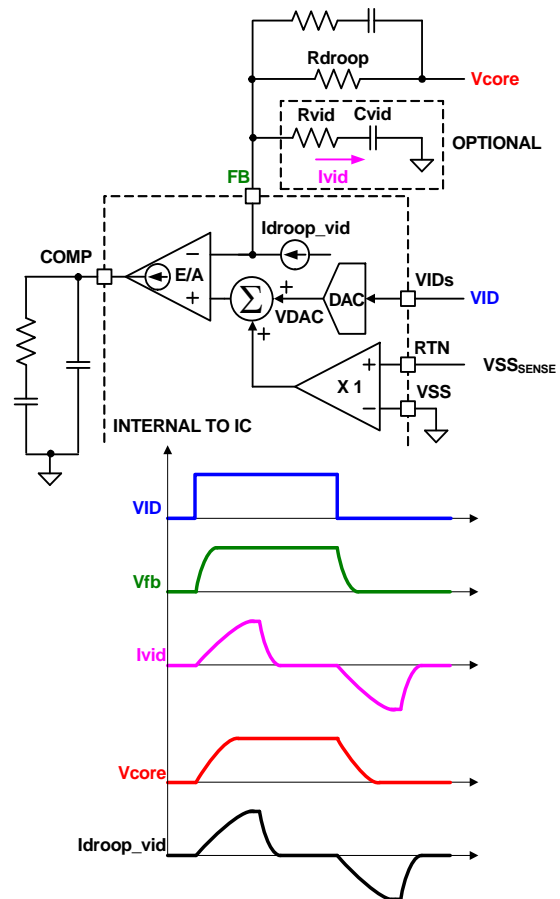 Rdroop
Vcore
Rvid
Cvid
OPTIONAL
Ivid
FB
Idroop_vid
COMP
−
E/A
+
Σ
+
+
VDAC
DAC
VIDs
VID
RTN
+
X 1
−
VSS_SENSE
VSS
INTERNAL TO IC
VID
Vfb
Ivid
Vcore
Idroop_vid